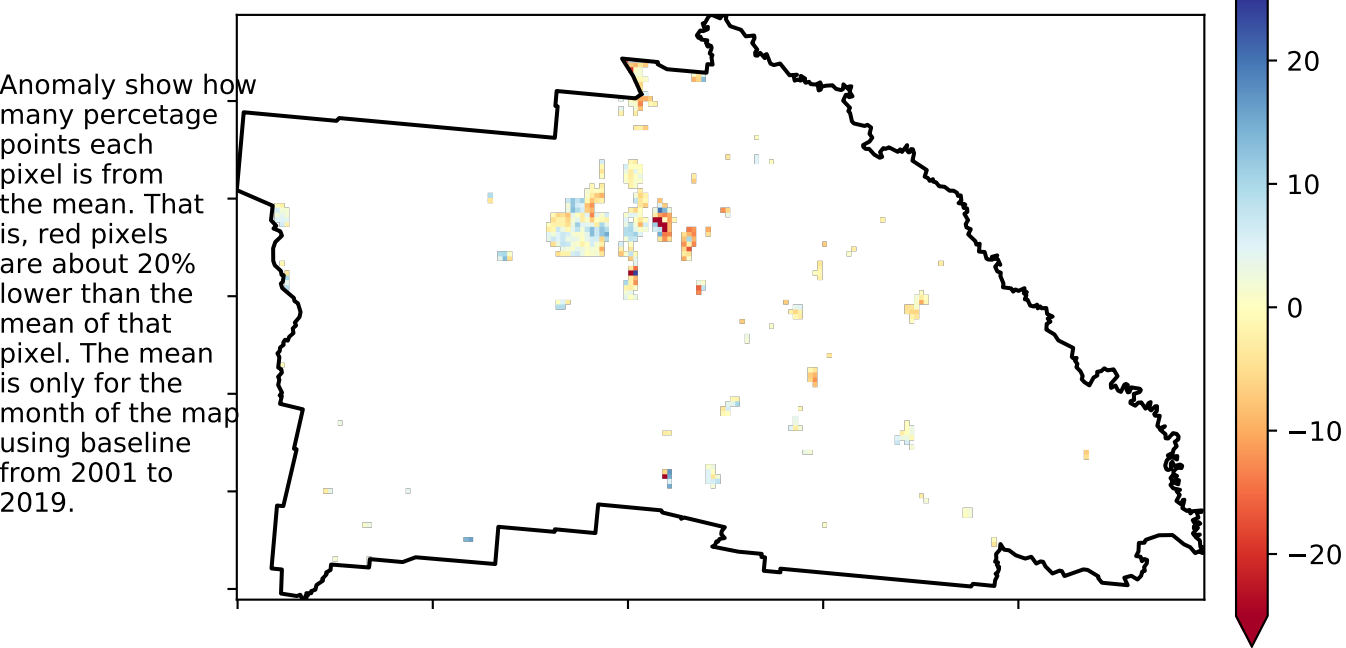 Anomaly show how
many percetage
points each
pixel is from
the mean. That
is, red pixels
are about 20%
lower than the
mean of that
pixel. The mean
is only for the
month of the map
using baseline
from 2001 to
2019.
20
10
0
−10
−20